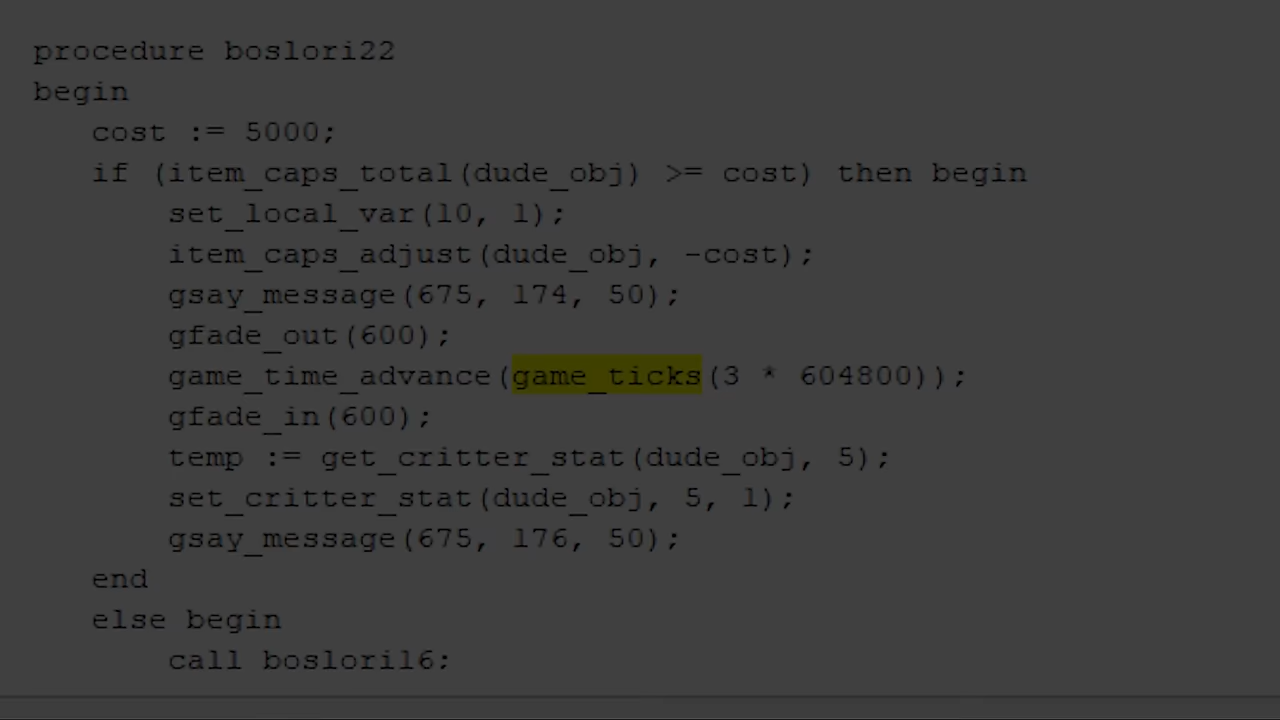 procedure boslori22
begin
cost := 5000;
if (item_caps_total(dude_obj) >= cost) then begin
set_local_var(10, 1);
item_caps_adjust(dude_obj, -cost);
gsay_message(675, 174, 50);
gfade_out(600);
game_time_advance(game_ticks(3 * 604800));
gfade_in(600);
temp := get_critter_stat(dude_obj, 5);
set_critter_stat(dude_obj, 5, 1);
gsay_message(675, 176, 50);
end
else begin
call boslori16;